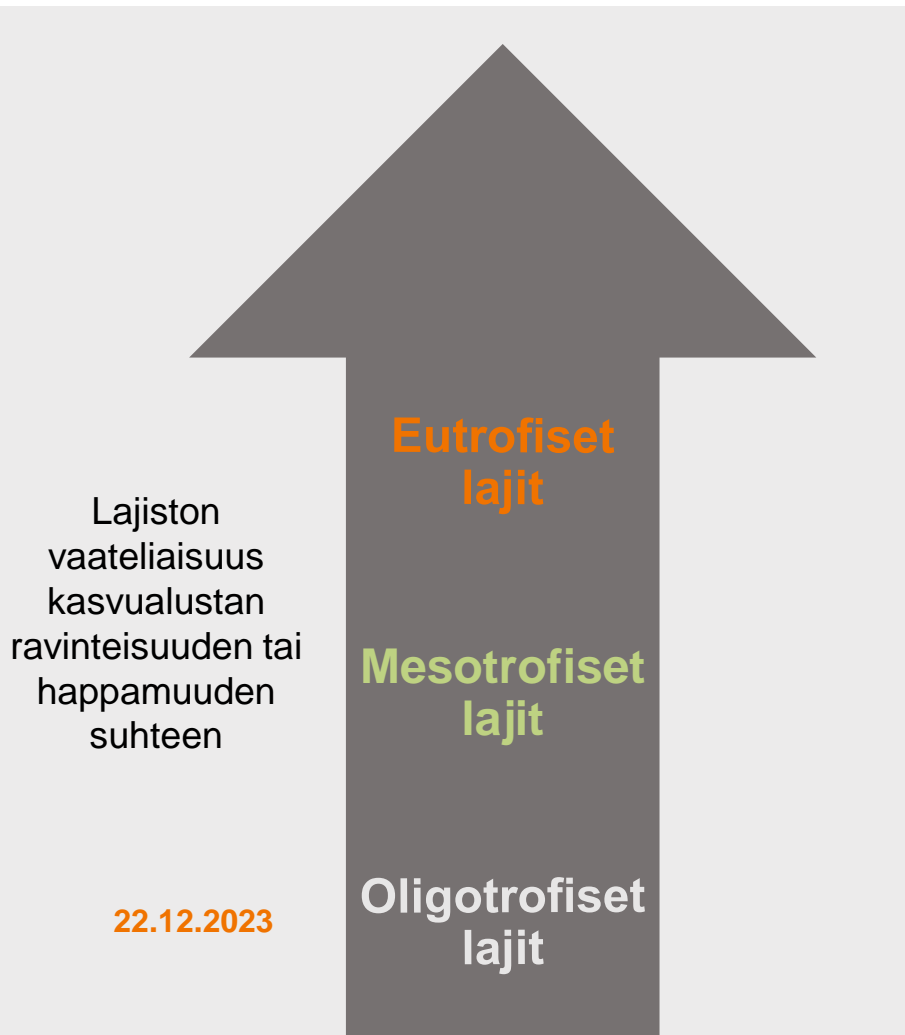 Eutrofiset
lajit
Lajiston
vaateliaisuus
kasvualustan
ravinteisuuden tai
happamuuden
suhteen
Mesotrofiset
lajit
Oligotrofiset
lajit
22.12.2023